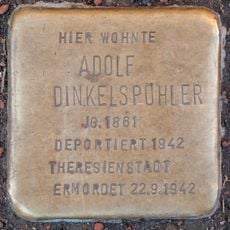 HIER WOHNTE
ADOLF
DINKELSPÜHLER
JG. 1861
DEPORTIERT 1942
THERESIENSTADT
ERMORDET 22.9.1942